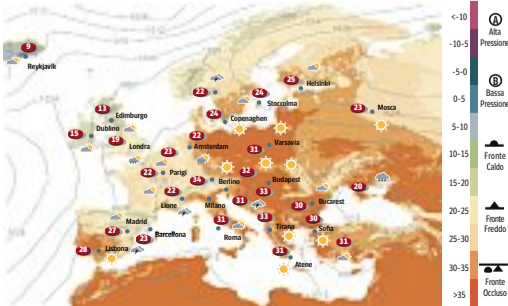 9
Reykjavik
13
Edimburgo
15
Dublino
19
Londra
22
24
Stoccolma
25
Helsinki
24
Copenaghen
23
Mosca
22
Amsterdam
23
22
Parigi
31
Varsavia
34
Berlino
32
Budapest
33
22
Lione
31
Milano
30
Bucarest
20
Madrid
27
23
Barcellona
28
Lisbona
31
Roma
33
Tirana
30
Sofia
31
Atene
31
<-10
-10-5
-5-0
0-5
5-10
10-15
15-20
20-25
25-30
30-35
>35
A
Alta
Pressione
B
Bassa
Pressione
Fronte
Caldo
Fronte
Freddo
Fronte
Occluso